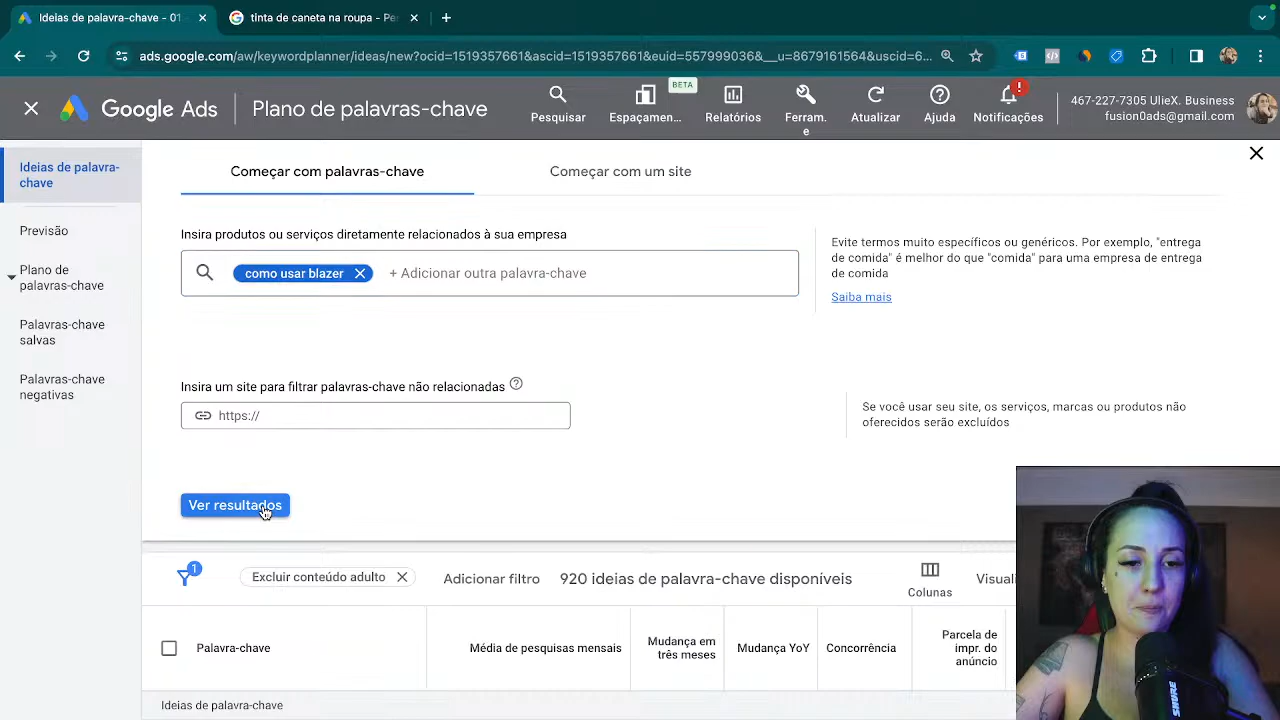 Ideias de palavra-chave - 01
tinta de caneta na roupa - Pe
ads.google.com/aw/keywordplanner/ideas/new?ocid=1519357661&ascid=1519357661&euid=557999036&__u=8679161564&uscid=6...
Google Ads
Plano de palavras-chave
Pesquisar
Espaçamen...
BETA
Relatórios
Ferram.
e
Atualizar
Ajuda
!
Notificações
467-227-7305 UlieX. Business
fusion0ads@gmail.com
Ideias de palavra-
chave
Previsão
Plano de
palavras-chave
Palavras-chave
salvas
Palavras-chave
negativas
Começar com palavras-chave
Começar com um site
Insira produtos ou serviços diretamente relacionados à sua empresa
como usar blazer
+ Adicionar outra palavra-chave
Evite termos muito específicos ou genéricos. Por exemplo, "entrega
de comida" é melhor do que "comida" para uma empresa de entrega
de comida
Saiba mais
Insira um site para filtrar palavras-chave não relacionadas
https://
Se você usar seu site, os serviços, marcas ou produtos não
oferecidos serão excluídos
Ver resultados
1
Excluir conteúdo adulto
Adicionar filtro
920 ideias de palavra-chave disponíveis
Colunas
Visuali
Palavra-chave
Média de pesquisas mensais
Mudança em
três meses
Mudança YoY
Concorrência
Parcela de
impr. do
anúncio
Ideias de palavra-chave
SHURE